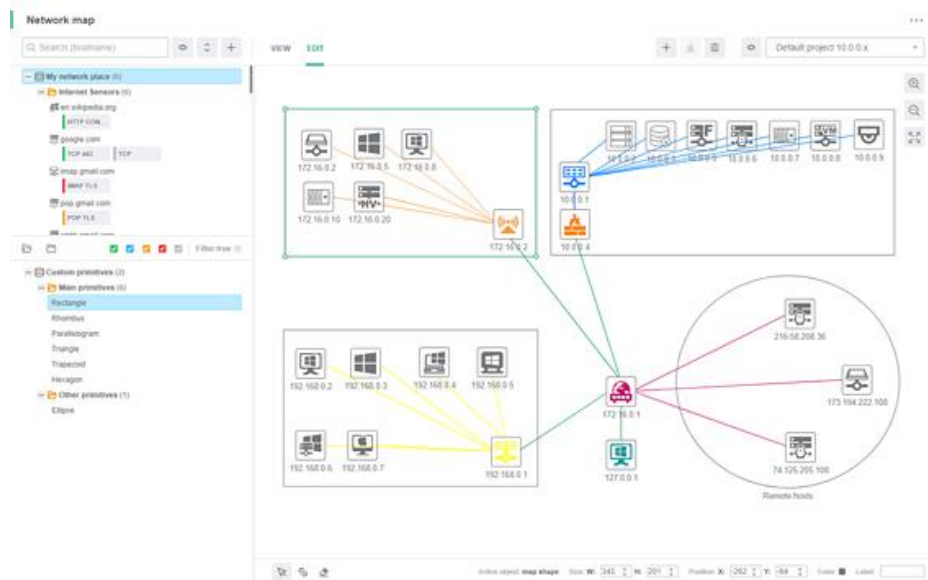 Network map
Search (hostname)
VIEW EDIT
Default project 10.0.0.x
My network place (6)
Internet Sensors (6)
en.wikipedia.org
google.com
TCP 443 TCP
imap.gmail.com
IMAP TLS
pop.gmail.com
POP TLS
Filter tree
Custom primitives (2)
Main primitives (6)
Rectangle
Rhombus
Parallelogram
Triangle
Trapezoid
Hexagon
Other primitives (1)
Ellipse
172.16.0.2 172.16.0.5 172.16.0.8
172.16.0.10 172.16.0.20
HV
F
VM
10.0.0.6 10.0.0.7 10.0.0.8 10.0.0.9
10.0.0.1
10.0.0.4
192.168.0.2 192.168.0.3 192.168.0.4 192.168.0.5
192.168.0.6 192.168.0.7
192.168.0.1
172.16.0.1
127.0.0.1
216.58.208.36
173.194.222.108
74.125.205.108
Remote hosts
Active object: map shape Size W: 343 H: 201 Position X: -262 Y: -64 Color Label